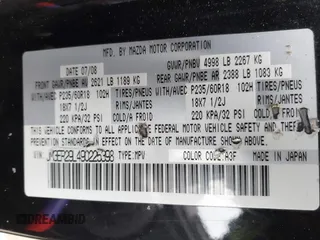 MFD. BY MAZDA MOTOR CORPORATION
DATE 07/08 GVWR/PNBV 4998 LB 2267 KG
FRONT GAWR/PNBE AV 2621 LB 1189 KG REAR GAWR/PNBE AR 2388 LB 1083 KG
P235/60R18 102H TIRES/PNEUS P235/60R18 102H TIRES/PNEUS
18X7 1/2J RIMS/JANTES 18X7 1/2J RIMS/JANTES
220 KPA/32 PSI COLD/A FROID 220 KPA/32 PSI COLD/A FROID
THIS VEHICLE CONFORMS TO ALL APPLICABLE FEDERAL MOTOR VEHICLE
SAFETY, BUMPER, AND THEFT PREVENTION STANDARDS IN EFFECT ON THE
DATE OF MANUFACTURE SHOWN ABOVE.
TYPE:MPV COLOR CODE A3F MADE IN JAPAN
DREAMBID